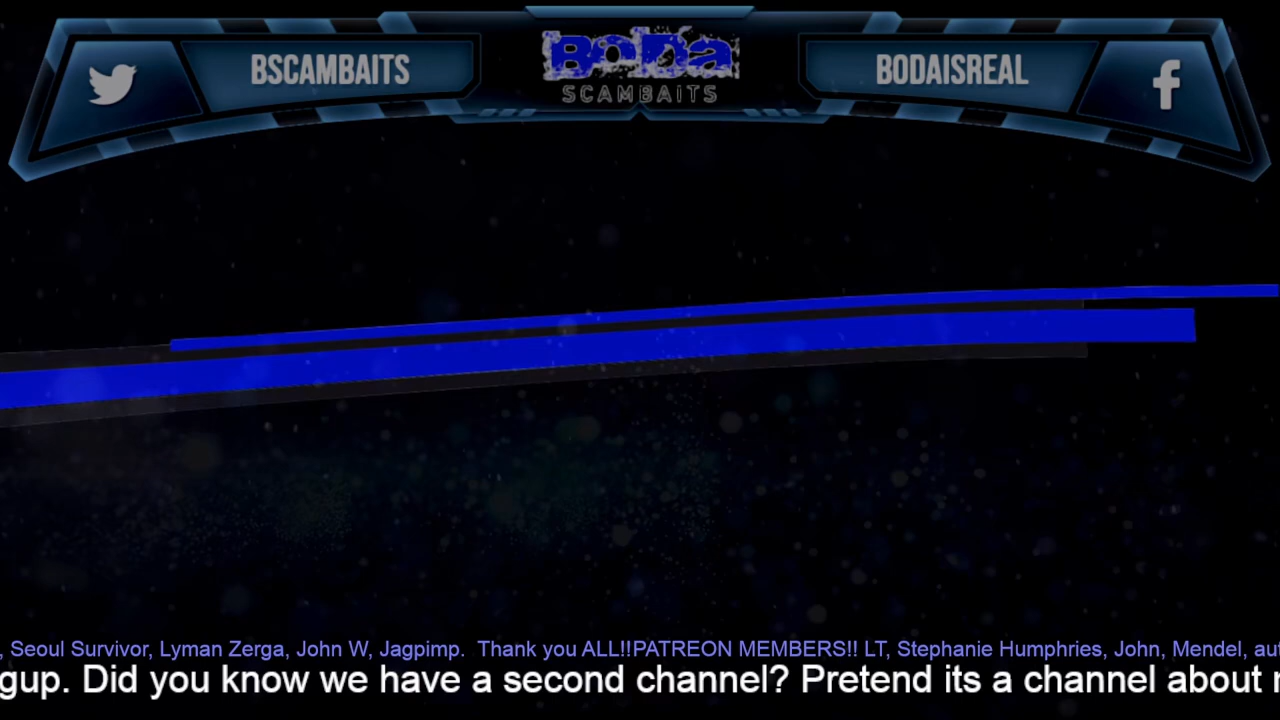 BSCAMBAITS
BoDa
SCAMBAITS
BODAISREAL
, Seoul Survivor, Lyman Zerga, John W, Jagpimp.  Thank you ALL!!PATREON MEMBERS!! LT, Stephanie Humphries, John, Mendel, aut
gup. Did you know we have a second channel? Pretend its a channel about